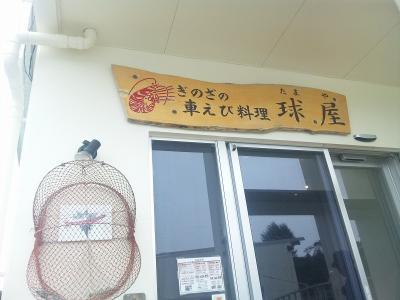 ぎのざの
車えび料理
たまや
球屋